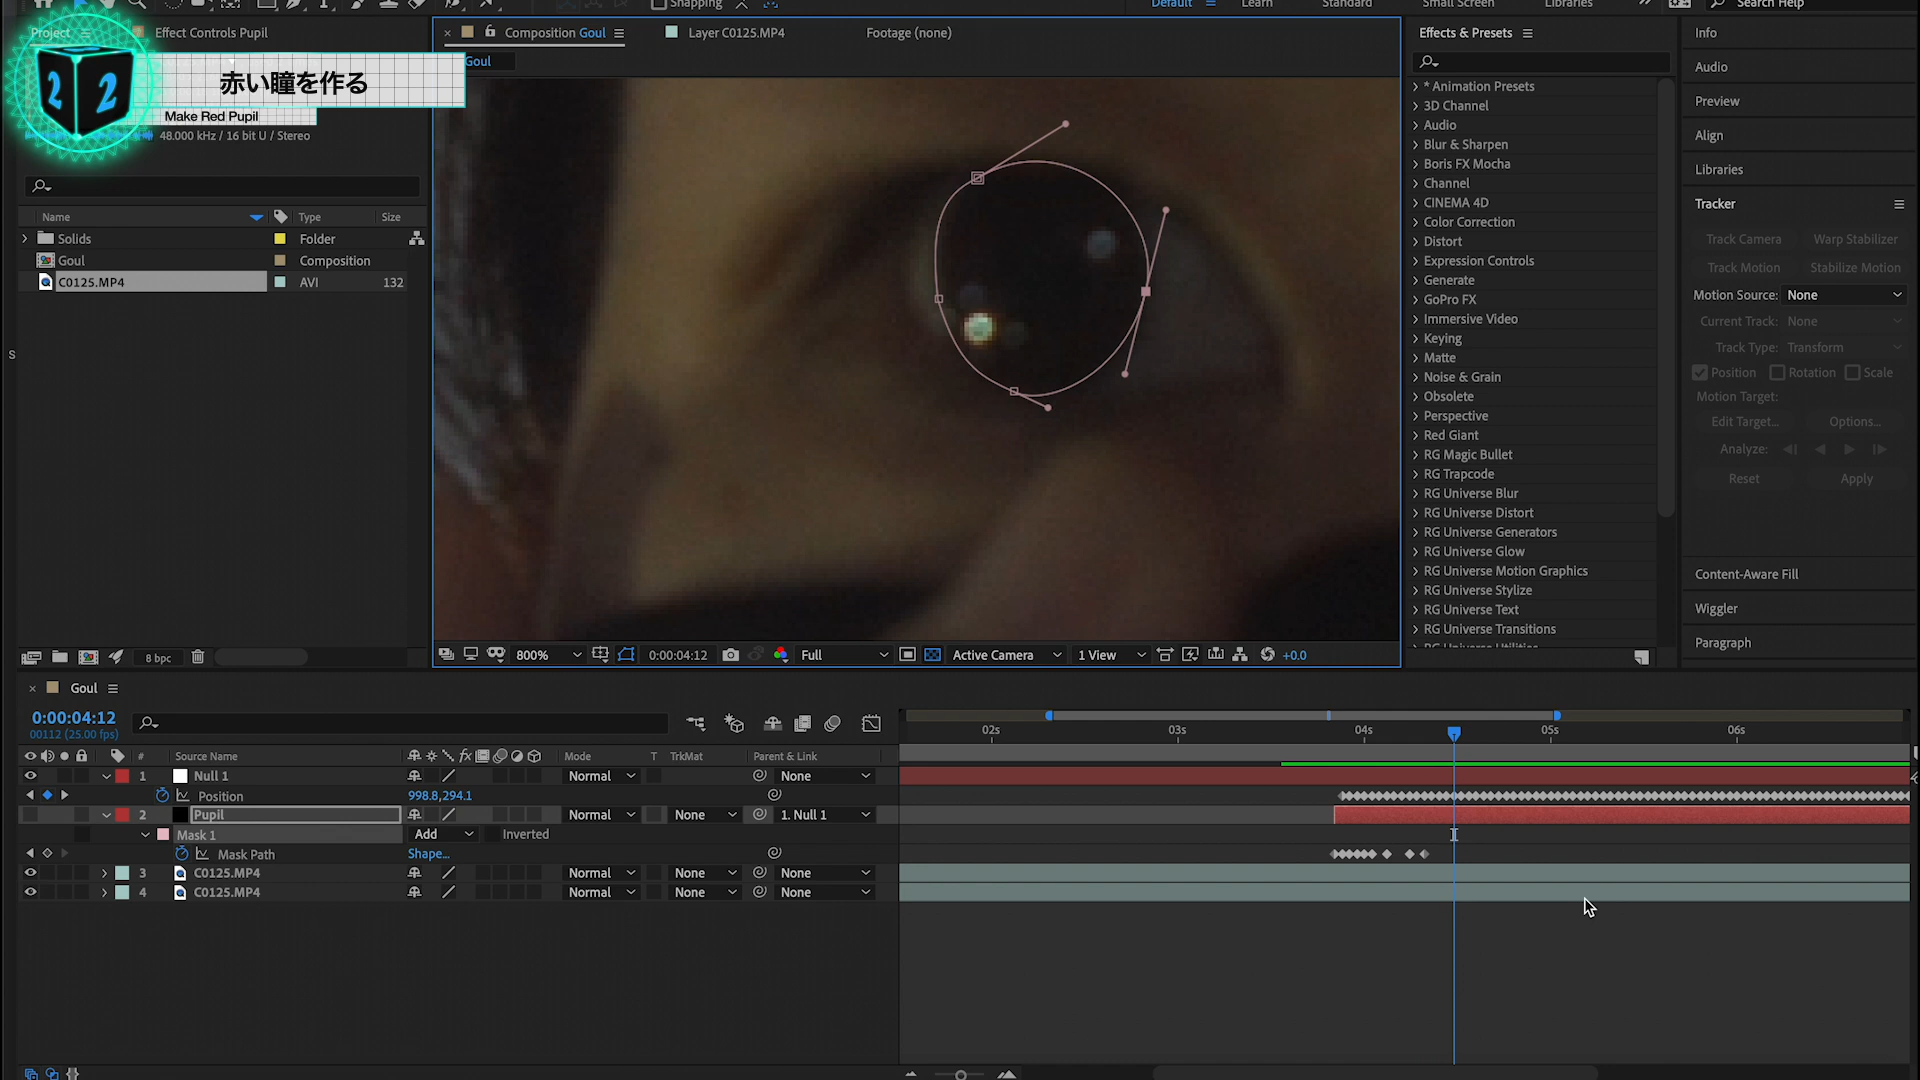 Snapping
Default
Learn
Standard
Small Screen
Libraries
Search Help
Project
Effect Controls Pupil
22
赤い瞳を作る
Make Red Pupil
48.000 kHz / 16 bit U / Stereo
Name
Type
Size
Solids
Folder
Goul
Composition
C0125.MP4
AVI
132
S
8 bpc
Composition Goul
Layer C0125.MP4
Footage (none)
Goul
800%
0:00:04:12
Full
Active Camera
1 View
+0.0
Effects & Presets
* Animation Presets
3D Channel
Audio
Blur & Sharpen
Boris FX Mocha
Channel
CINEMA 4D
Color Correction
Distort
Expression Controls
Generate
GoPro FX
Immersive Video
Keying
Matte
Noise & Grain
Obsolete
Perspective
Red Giant
RG Magic Bullet
RG Trapcode
RG Universe Blur
RG Universe Distort
RG Universe Generators
RG Universe Glow
RG Universe Motion Graphics
RG Universe Stylize
RG Universe Text
RG Universe Transitions
RG Universe Utilities
Info
Audio
Preview
Align
Libraries
Tracker
Track Camera
Warp Stabilizer
Track Motion
Stabilize Motion
Motion Source: None
Current Track: None
Track Type: Transform
Position
Rotation
Scale
Motion Target:
Edit Target...
Options...
Analyze:
Reset
Apply
Content-Aware Fill
Wiggler
Paragraph
Goul
0:00:04:12
00112 (25.00 fps)
02s
03s
04s
05s
06s
#
Source Name
fx
Mode
T
TrkMat
Parent & Link
1
Null 1
Normal
None
Position
998.8,294.1
2
Pupil
Normal
None
1. Null 1
Mask 1
Add
Inverted
Mask Path
Shape...
3
C0125.MP4
Normal
None
None
4
C0125.MP4
Normal
None
None